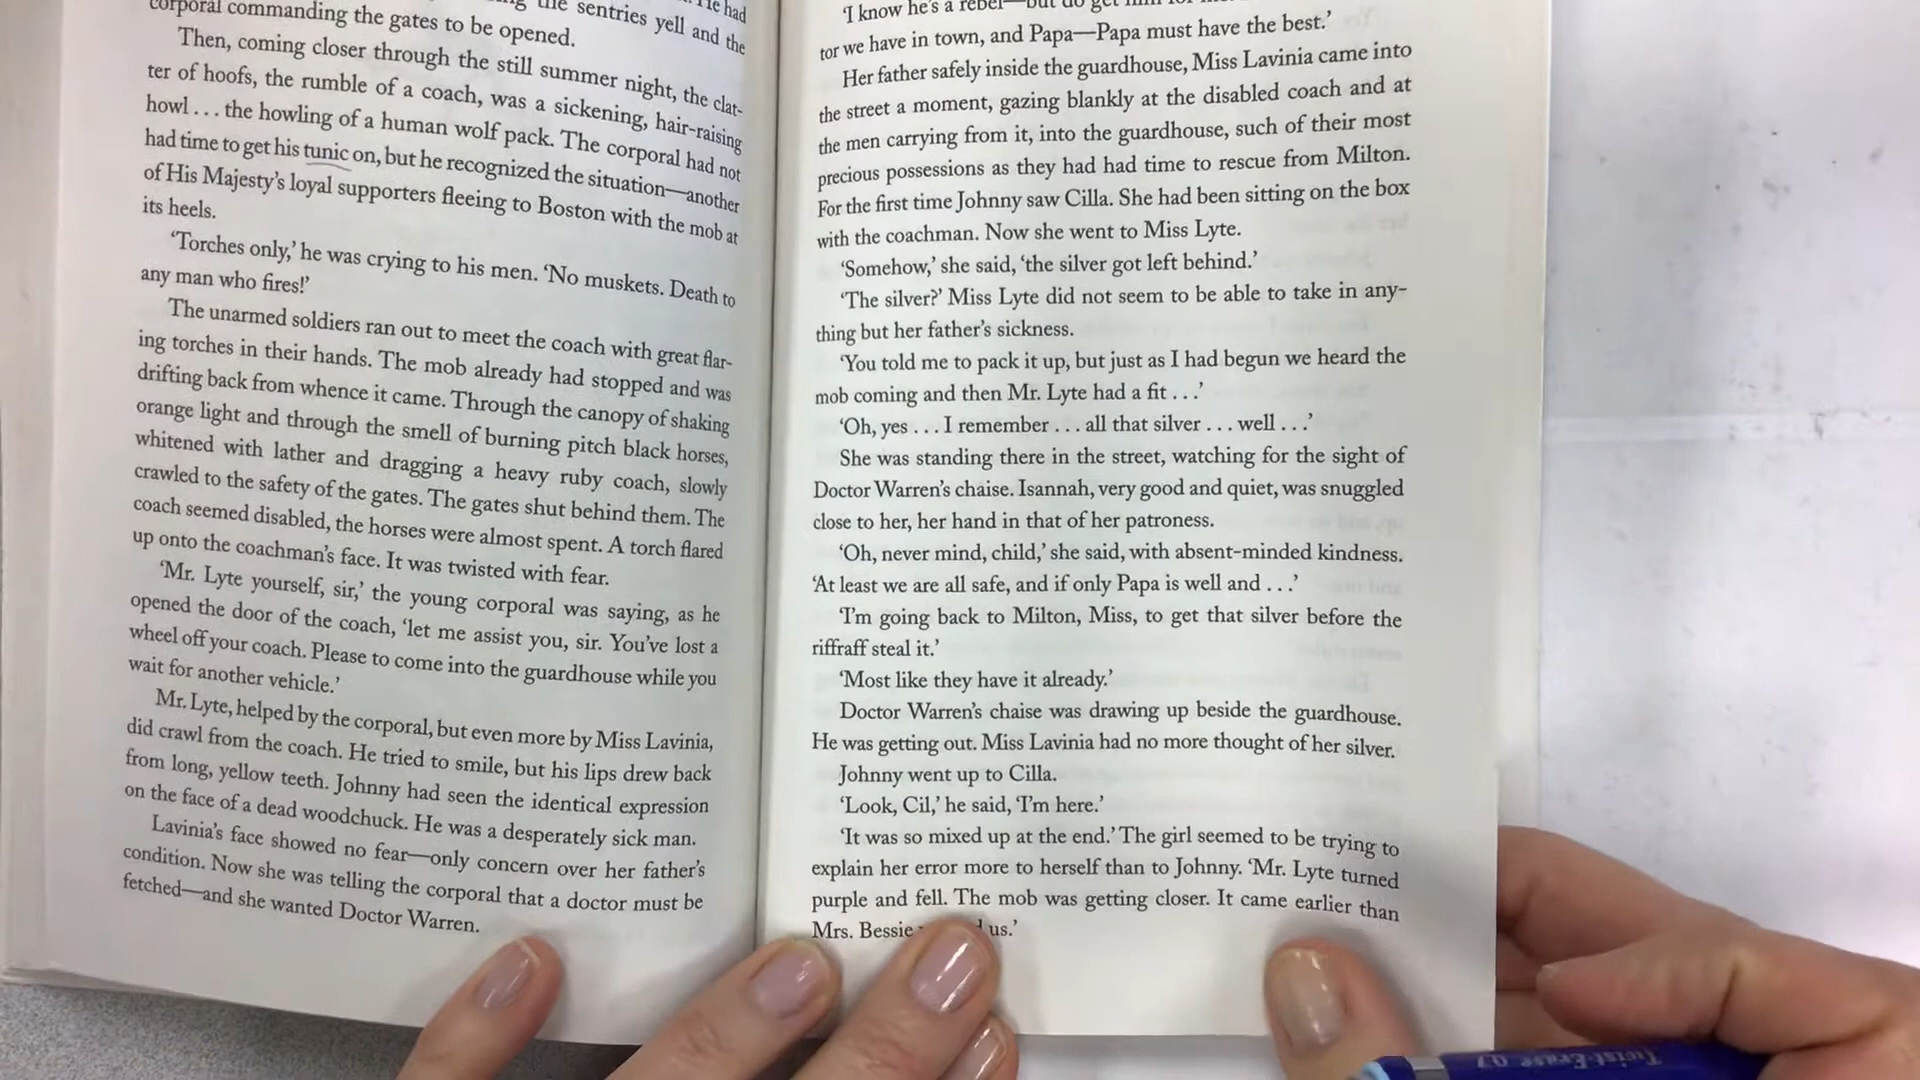 He had
the sentries yell and the
corporal commanding the gates to be opened.
Then, coming closer through the still summer night, the clat-
ter of hoofs, the rumble of a coach, was a sickening, hair-raising
howl . . . the howling of a human wolf pack. The corporal had not
had time to get his tunic on, but he recognized the situation—another
of His Majesty's loyal supporters fleeing to Boston with the mob at
its heels.
'Torches only,' he was crying to his men. 'No muskets. Death to
any man who fires!'
The unarmed soldiers ran out to meet the coach with great flar-
ing torches in their hands. The mob already had stopped and was
drifting back from whence it came. Through the canopy of shaking
orange light and through the smell of burning pitch black horses,
whitened with lather and dragging a heavy ruby coach, slowly
crawled to the safety of the gates. The gates shut behind them. The
coach seemed disabled, the horses were almost spent. A torch flared
up onto the coachman's face. It was twisted with fear.
'Mr. Lyte yourself, sir,' the young corporal was saying, as he
opened the door of the coach, 'let me assist you, sir. You've lost a
wheel off your coach. Please to come into the guardhouse while you
wait for another vehicle.'
Mr. Lyte, helped by the corporal, but even more by Miss Lavinia,
did crawl from the coach. He tried to smile, but his lips drew back
from long, yellow teeth. Johnny had seen the identical expression
on the face of a dead woodchuck. He was a desperately sick man.
Lavinia's face showed no fear—only concern over her father's
condition. Now she was telling the corporal that a doctor must be
fetched—and she wanted Doctor Warren.
'I know he's a rebel—but do get him for
tor we have in town, and Papa—Papa must have the best.'
Her father safely inside the guardhouse, Miss Lavinia came into
the street a moment, gazing blankly at the disabled coach and at
the men carrying from it, into the guardhouse, such of their most
precious possessions as they had had time to rescue from Milton.
For the first time Johnny saw Cilla. She had been sitting on the box
with the coachman. Now she went to Miss Lyte.
'Somehow,' she said, 'the silver got left behind.'
'The silver?' Miss Lyte did not seem to be able to take in any-
thing but her father's sickness.
'You told me to pack it up, but just as I had begun we heard the
mob coming and then Mr. Lyte had a fit . . .'
'Oh, yes . . . I remember . . . all that silver . . . well . . .'
She was standing there in the street, watching for the sight of
Doctor Warren's chaise. Isannah, very good and quiet, was snuggled
close to her, her hand in that of her patroness.
'Oh, never mind, child,' she said, with absent-minded kindness.
'At least we are all safe, and if only Papa is well and . . .'
'I'm going back to Milton, Miss, to get that silver before the
riffraff steal it.'
'Most like they have it already.'
Doctor Warren's chaise was drawing up beside the guardhouse.
He was getting out. Miss Lavinia had no more thought of her silver.
Johnny went up to Cilla.
'Look, Cil,' he said, 'I'm here.'
'It was so mixed up at the end.' The girl seemed to be trying to
explain her error more to herself than to Johnny. 'Mr. Lyte turned
purple and fell. The mob was getting closer. It came earlier than
Mrs. Bessie us.'
Twist-Erase 0.7